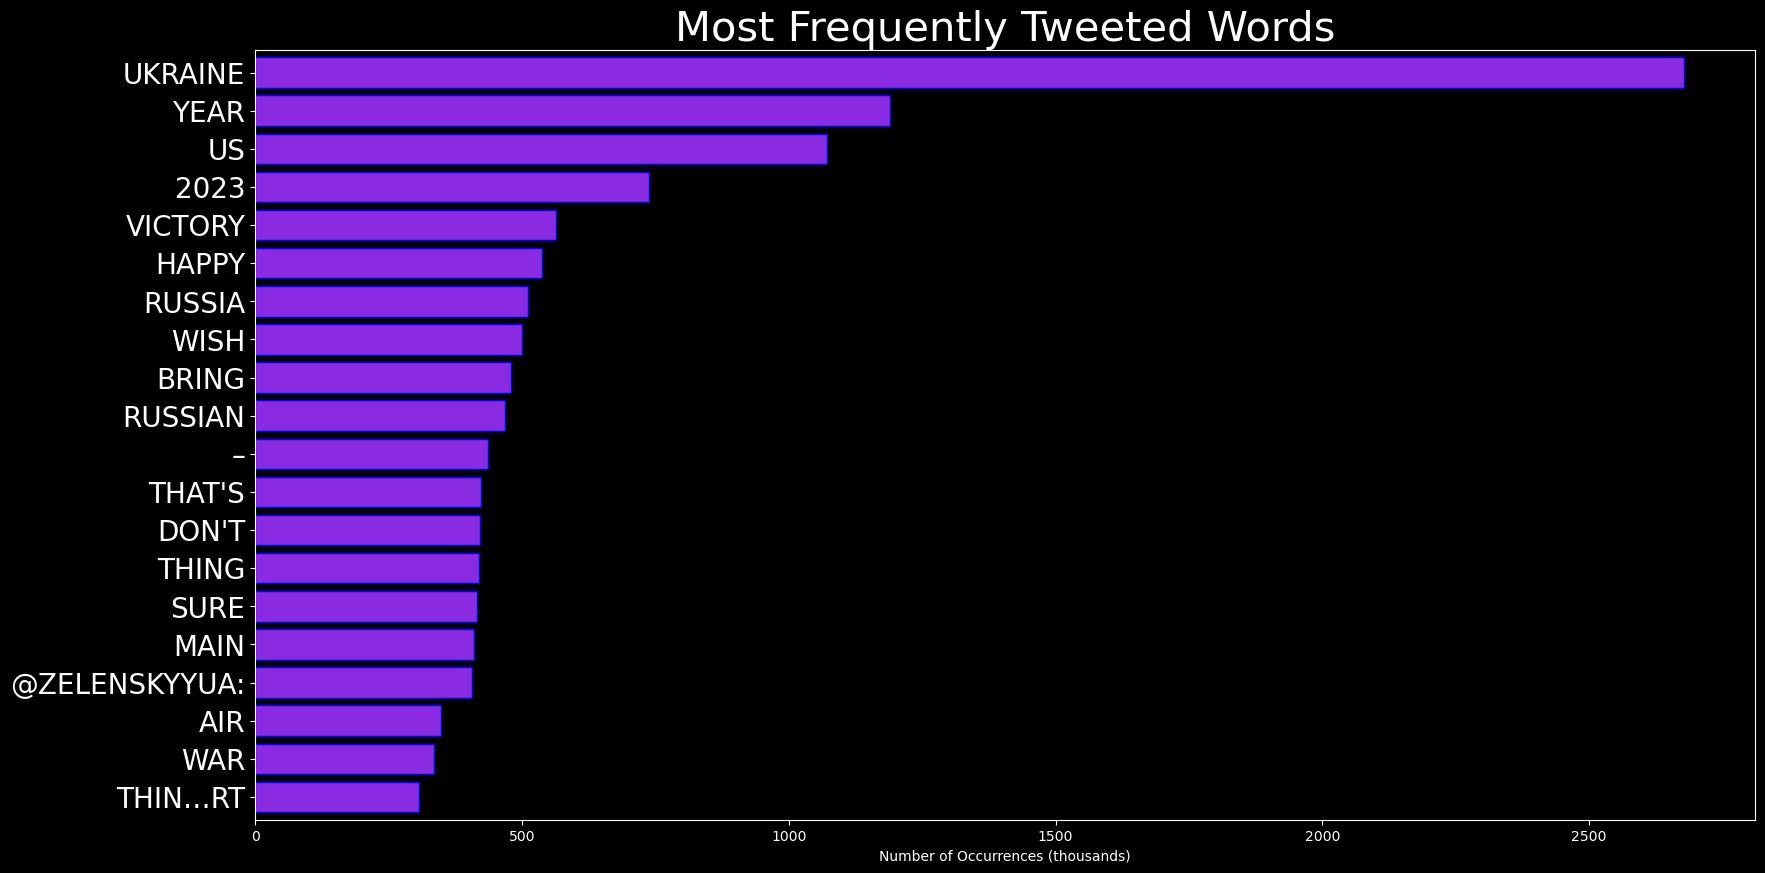 Most Frequently Tweeted Words
UKRAINE
YEAR
US
2023
VICTORY
HAPPY
RUSSIA
WISH
BRING
RUSSIAN
–
THAT'S
DON'T
THING
SURE
MAIN
@ZELENSKYYUA:
AIR
WAR
THIN…RT
0 500 1000 1500 2000 2500
Number of Occurrences (thousands)